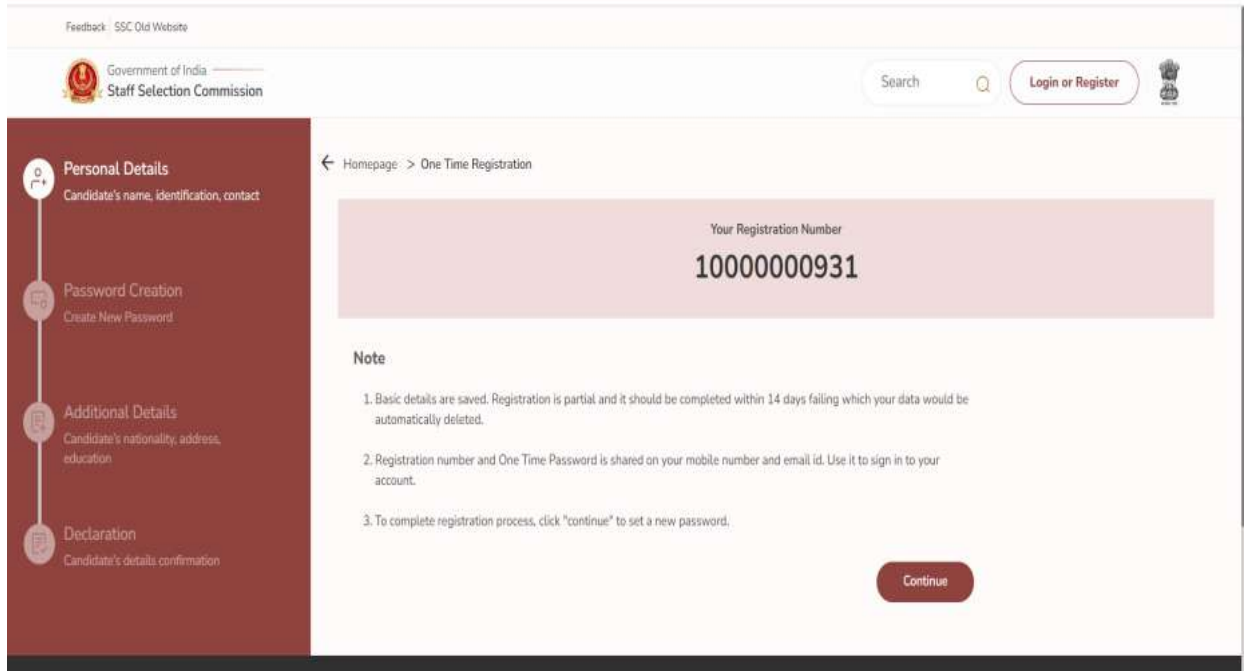 Feedback SSC Old Website
Government of India
Staff Selection Commission
Search
Login or Register
Personal Details
Candidate's name, identification, contact
Password Creation
Create New Password
Additional Details
Candidate's nationality, address,
education
Declaration
Candidate's details confirmation
Homepage > One Time Registration
Your Registration Number
10000000931
Note
1. Basic details are saved. Registration is partial and it should be completed within 14 days failing which your data would be
automatically deleted.
2. Registration number and One Time Password is shared on your mobile number and email id. Use it to sign in to your
account.
3. To complete registration process, click "continue" to set a new password.
Continue